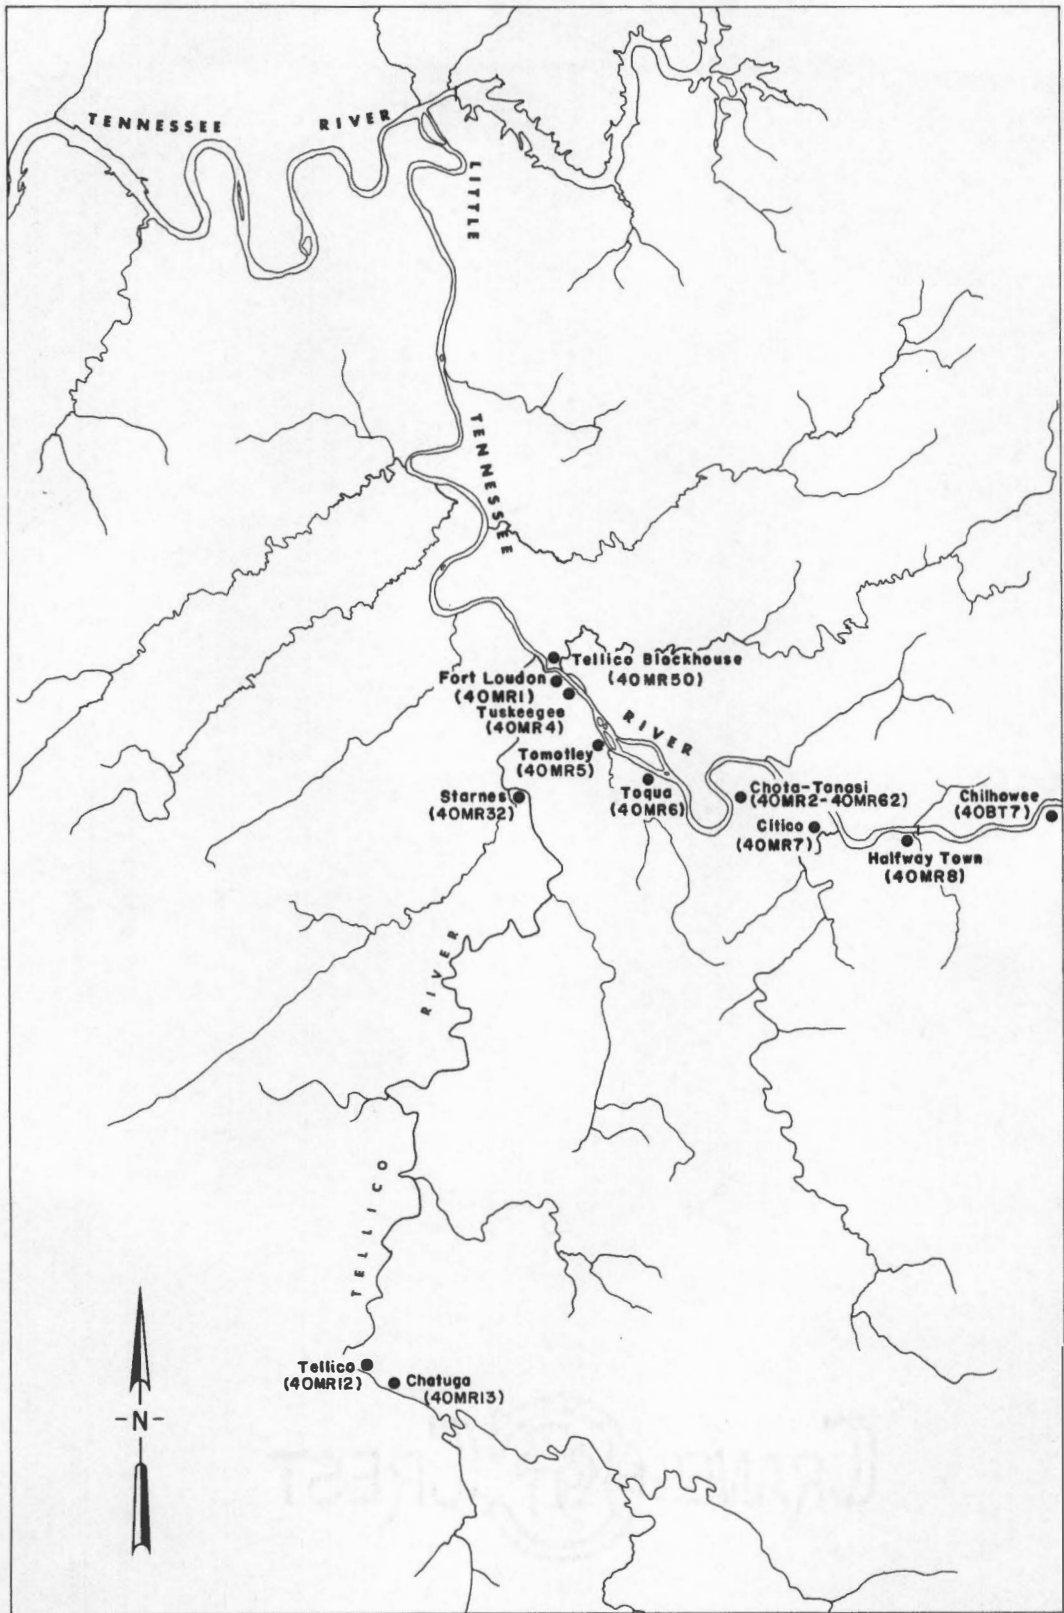 TENNESSEE RIVER
LITTLE
TENNESSEE
RIVER
Tellico Blockhouse
(40MR50)
Fort Loudon
(40MR1)
Tuskeegee
(40MR4)
Tomotley
(40MR5)
Toqua
(40MR6)
Starnes
(40MR32)
Chota-Tanasi
(40MR2-40MR62)
Citico
(40MR7)
Chilhowee
(40BT7)
Halfway Town
(40MR8)
RIVER
TELLICO
Tellico
(40MR12)
Chatuga
(40MR13)
-N-